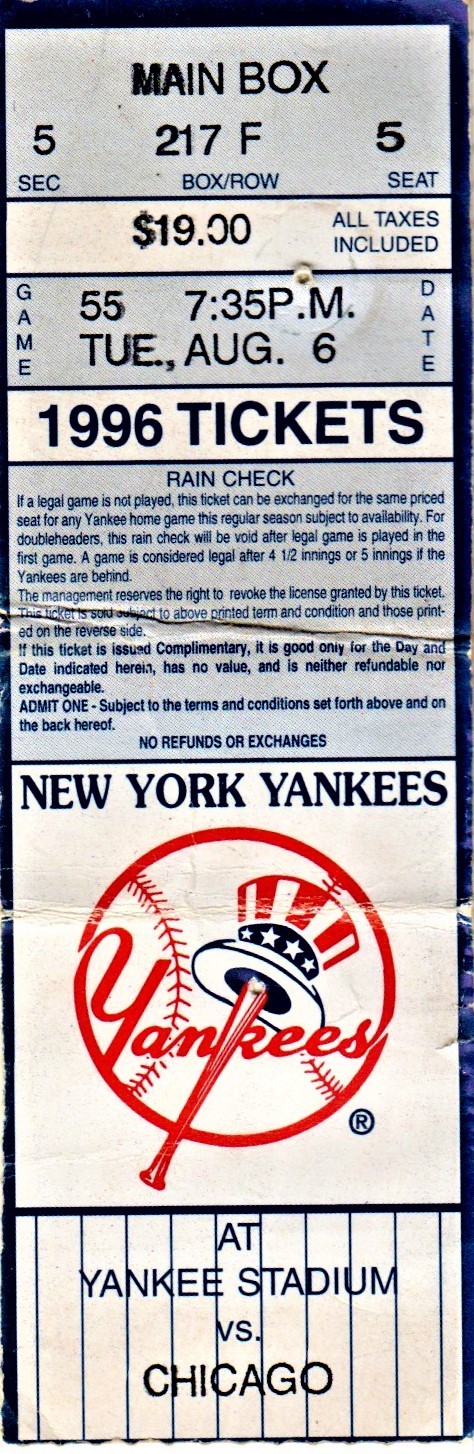 MAIN BOX
5 217 F 5
SEC BOX/ROW SEAT
$19.00 ALL TAXES
INCLUDED
GAME 55 7:35P.M. DATE
TUE., AUG. 6
1996 TICKETS
RAIN CHECK
If a legal game is not played, this ticket can be exchanged for the same priced
seat for any Yankee home game this regular season subject to availability. For
doubleheaders, this rain check will be void after legal game is played in the
first game. A game is considered legal after 4 1/2 innings or 5 innings if the
Yankees are behind.
The management reserves the right to revoke the license granted by this ticket.
This ticket is sold subject to above printed term and condition and those print-
ed on the reverse side.
If this ticket is issued Complimentary, it is good only for the Day and
Date indicated herein, has no value, and is neither refundable nor
exchangeable.
ADMIT ONE - Subject to the terms and conditions set forth above and on
the back hereof.
NO REFUNDS OR EXCHANGES
NEW YORK YANKEES
Yankees
®
AT
YANKEE STADIUM
vs.
CHICAGO